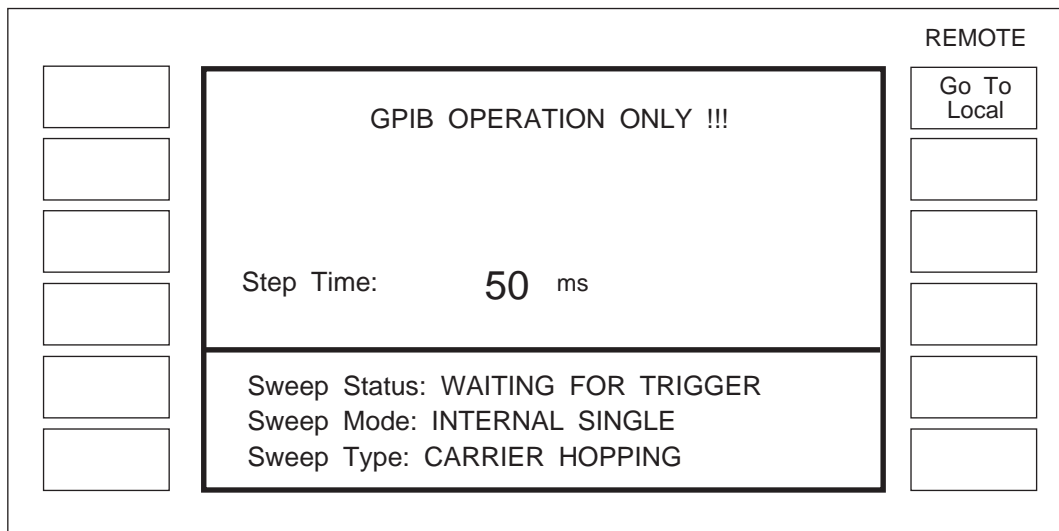 REMOTE
Go To
Local
GPIB OPERATION ONLY !!!
Step Time: 50 ms
Sweep Status: WAITING FOR TRIGGER
Sweep Mode: INTERNAL SINGLE
Sweep Type: CARRIER HOPPING